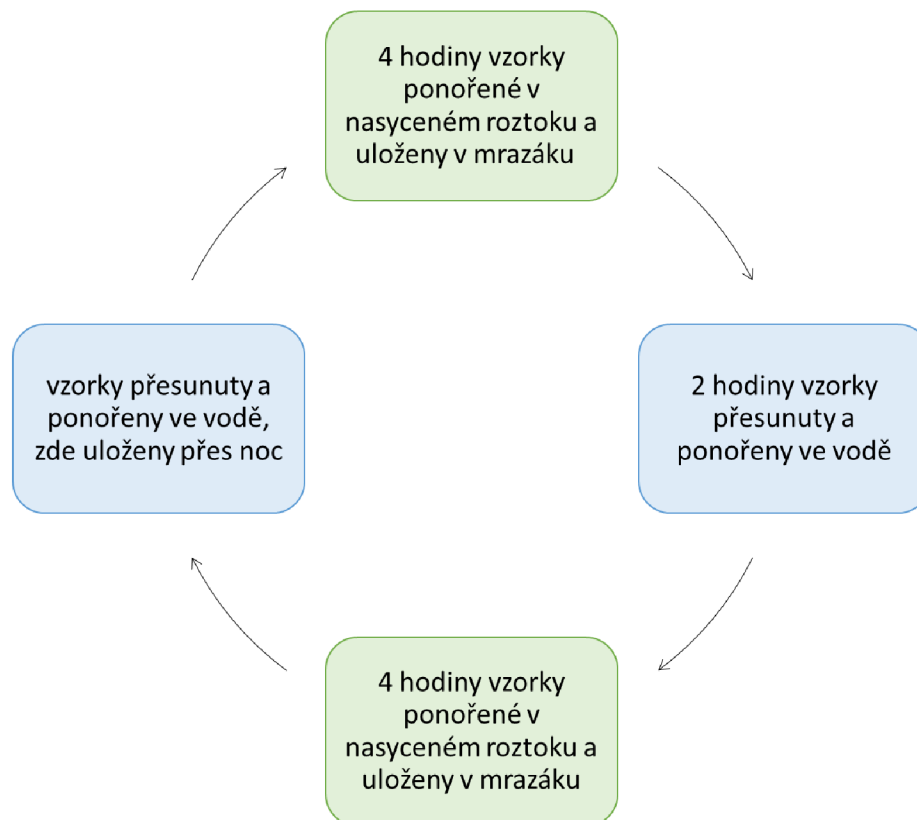 4 hodiny vzorky
ponořené v
nasyceném roztoku a
uloženy v mrazáku
vzorky přesunuty a
ponořeny ve vodě,
zde uloženy přes noc
2 hodiny vzorky
přesunuty a
ponořeny ve vodě
4 hodiny vzorky
ponořené v
nasyceném roztoku a
uloženy v mrazáku